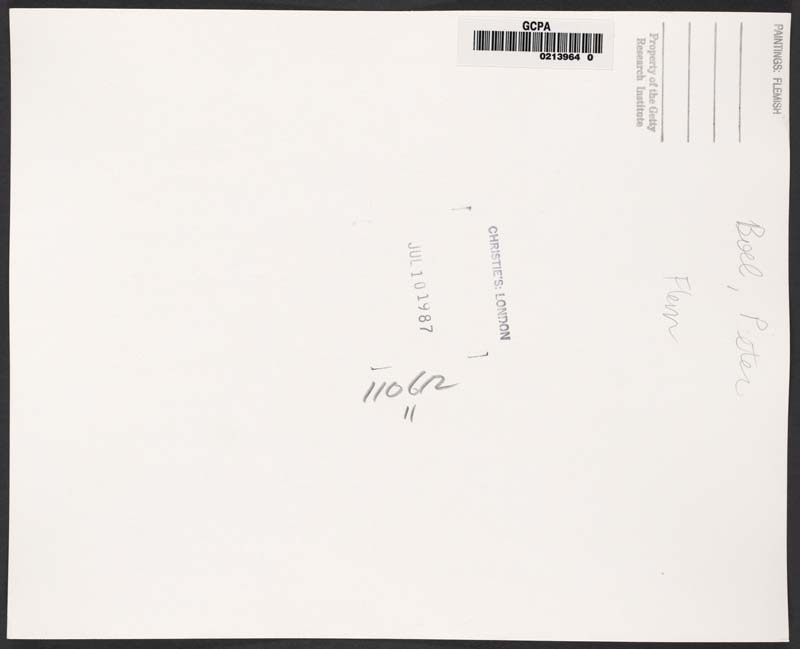 GCPA
0213964 0
PAINTINGS: FLEMISH
Property of the Getty
Research Institute
Boel, Pieter
Flem
CHRISTIE'S: LONDON
JUL 10 1987
11